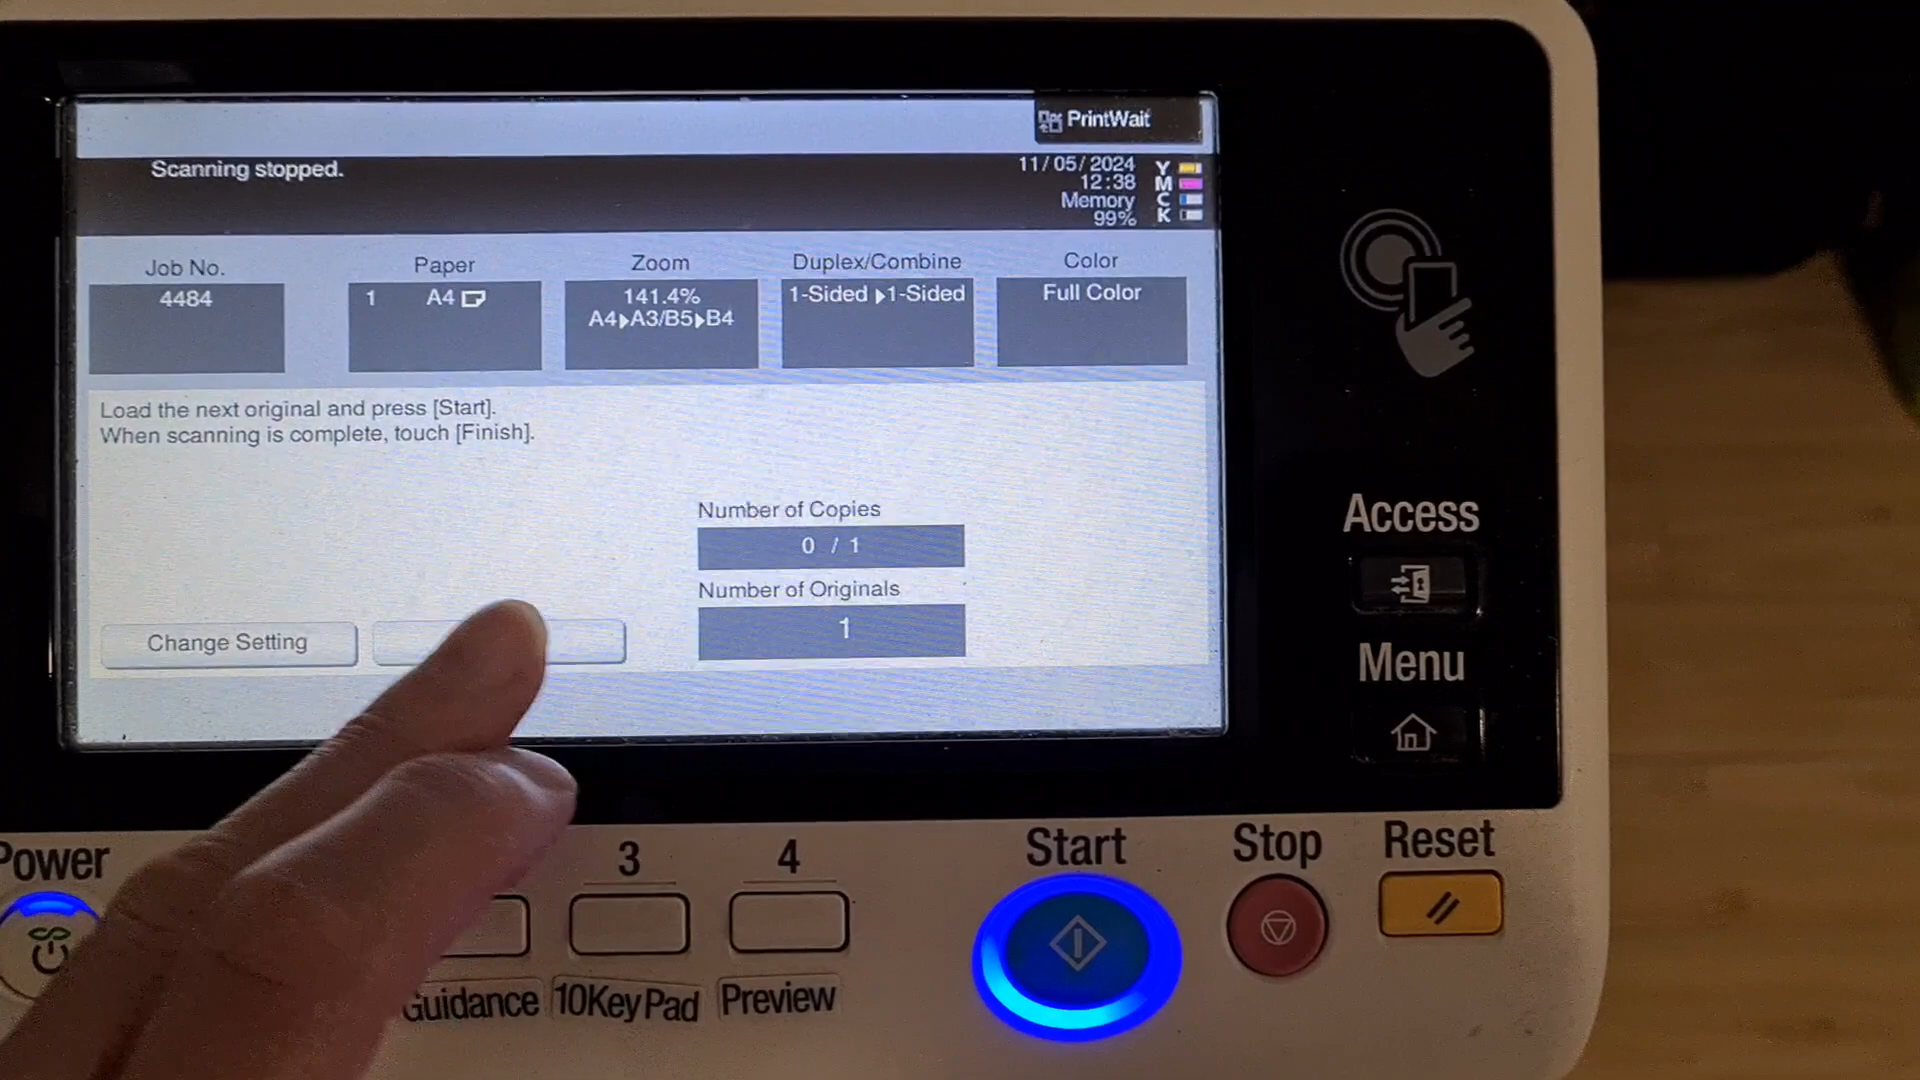 PrintWait
Scanning stopped.
11/05/2024
12:38
Memory
99%
Y
M
C
K
Job No.
4484
Paper
1 A4
Zoom
141.4%
A4▶A3/B5▶B4
Duplex/Combine
1-Sided ▶1-Sided
Color
Full Color
Load the next original and press [Start].
When scanning is complete, touch [Finish].
Number of Copies
0 / 1
Number of Originals
1
Change Setting
Access
Menu
Power
3
4
Start
Stop
Reset
Guidance
10KeyPad
Preview